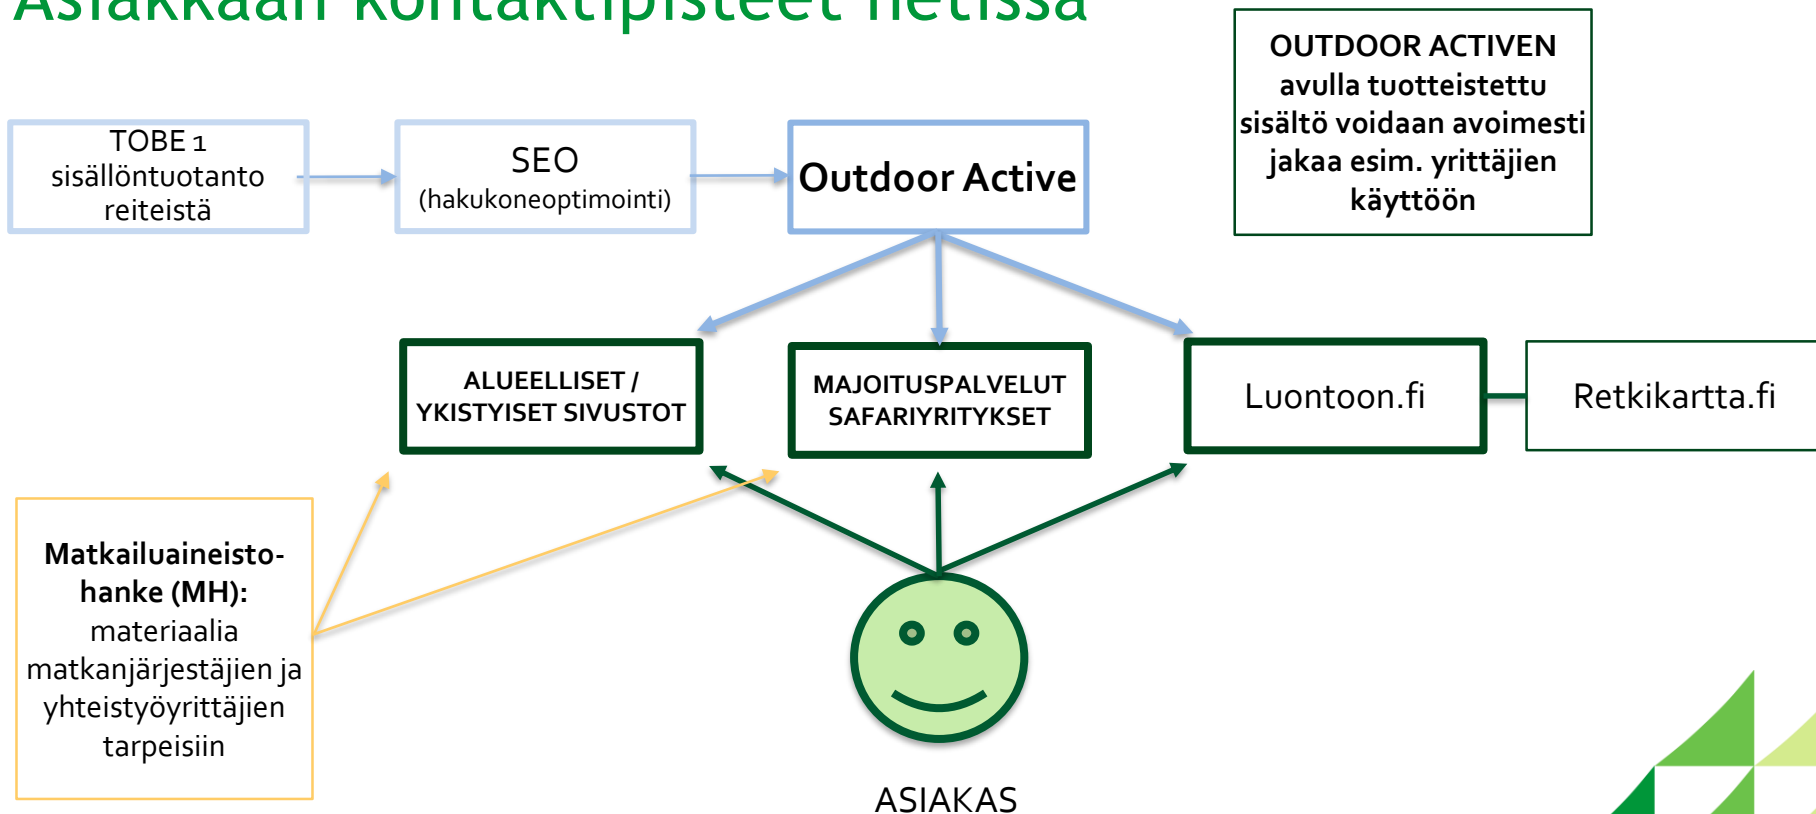 Asiakkaan kontaktipisteet netissä
OUTDOOR ACTIVEN
avulla tuotteistettu
sisältö voidaan avoimesti
jakaa esim. yrittäjien
käyttöön
TOBE 1
sisällöntuotanto
reiteistä
SEO
(hakukoneoptimointi)
Outdoor Active
ALUEELLISET /
YKISTYISET SIVUSTOT
MAJOITUSPALVELUT
SAFARIYRITYKSET
Luontoon.fi
Retkikartta.fi
Matkailuaineisto-
hanke (MH):
materiaalia
matkanjärjestäjien ja
yhteistyöyrittäjien
tarpeisiin
ASIAKAS